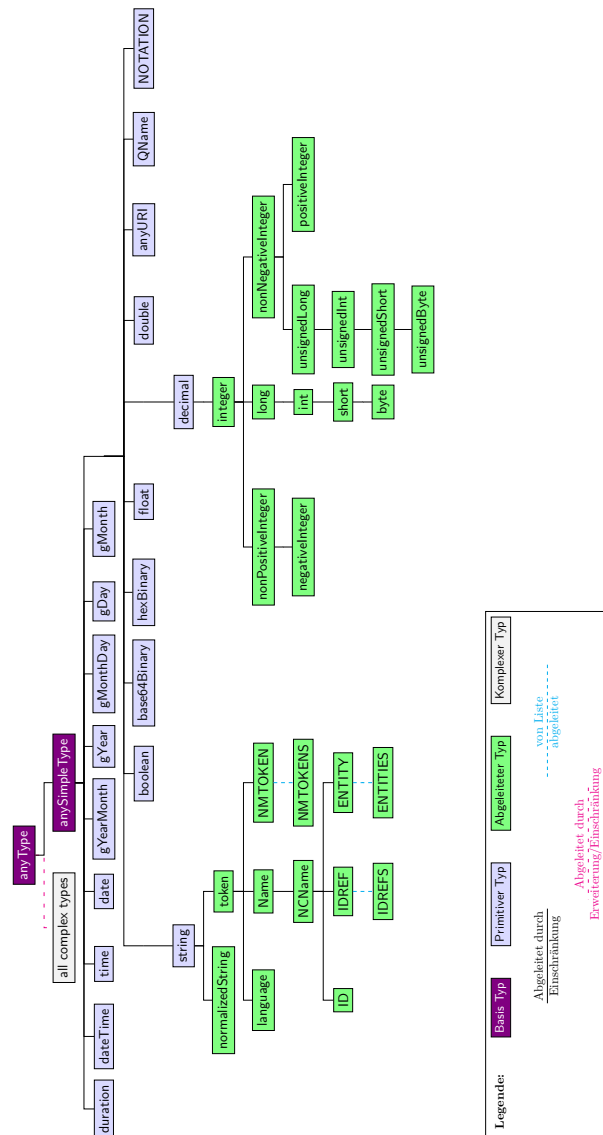 anyType
all complex types
anySimpleType
duration
dateTime
time
date
gYearMonth
gYear
gMonthDay
gDay
gMonth
boolean
base64Binary
hexBinary
float
double
anyURI
QName
NOTATION
string
decimal
normalizedString
token
integer
language
Name
NMTOKEN
nonPositiveInteger
long
nonNegativeInteger
NCName
NMTOKENS
negativeInteger
int
unsignedLong
positiveInteger
ID
IDREF
ENTITY
short
unsignedInt
IDREFS
ENTITIES
byte
unsignedShort
unsignedByte
Legende:
Basis Typ
Primitiver Typ
Abgeleiteter Typ
Komplexer Typ
Abgeleitet durch
Einschränkung
von Liste
abgeleitet
Abgeleitet durch
Erweiterung/Einschränkung